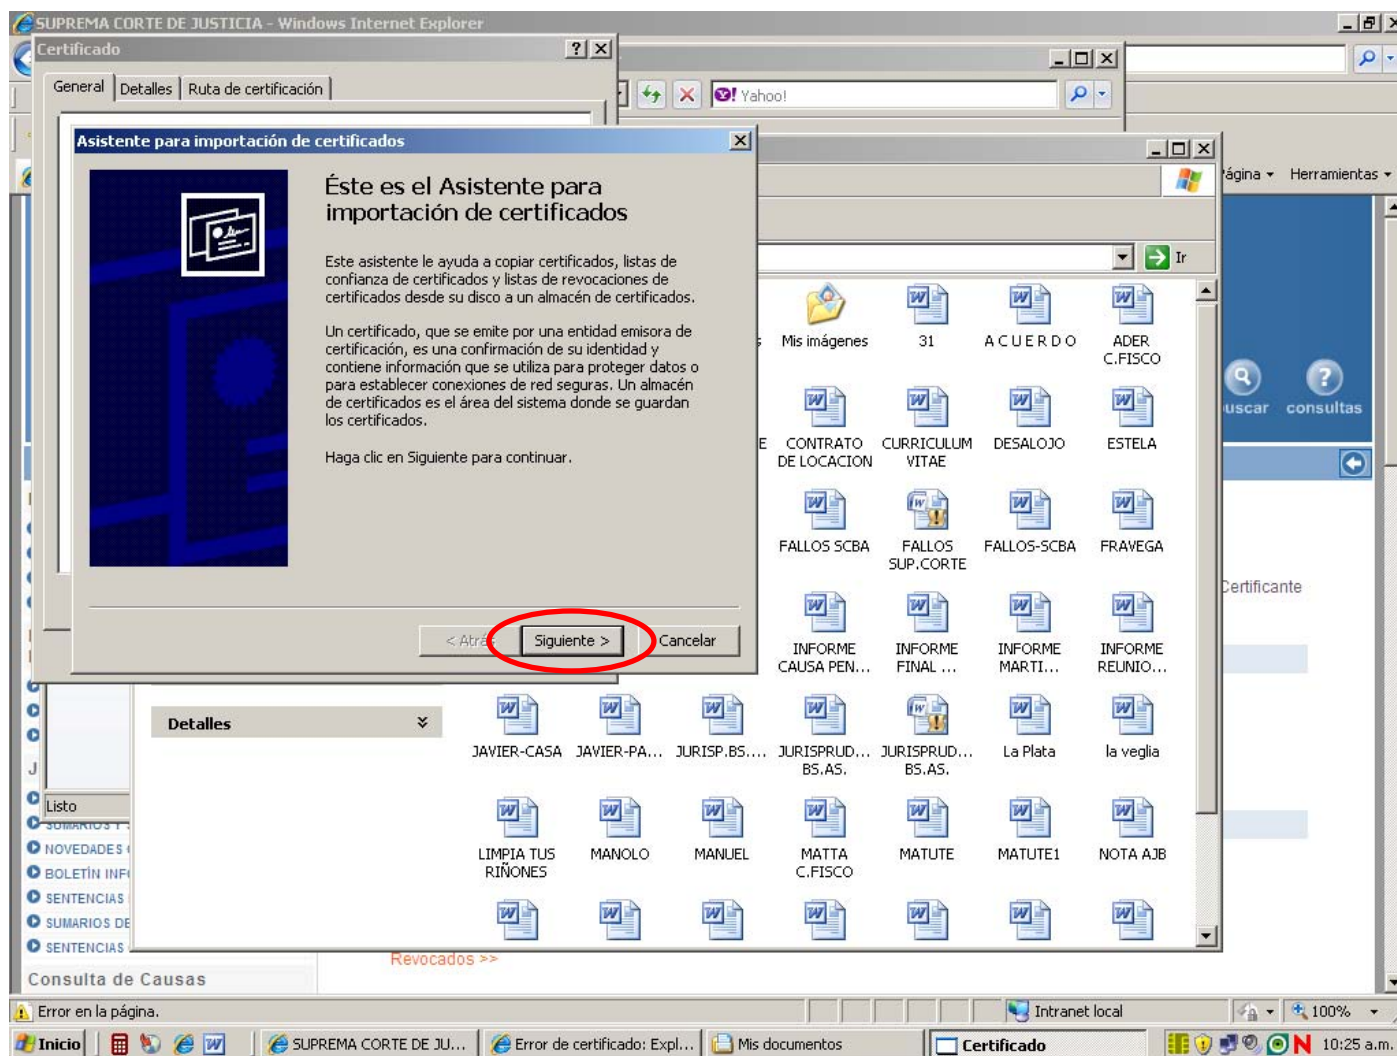 SUPREMA CORTE DE JUSTICIA - Windows Internet Explorer
Certificado
General
Detalles
Ruta de certificación
Yahoo!
Asistente para importación de certificados
Éste es el Asistente para
importación de certificados
Este asistente le ayuda a copiar certificados, listas de
confianza de certificados y listas de revocaciones de
certificados desde su disco a un almacén de certificados.
Un certificado, que se emite por una entidad emisora de
certificación, es una confirmación de su identidad y
contiene información que se utiliza para proteger datos o
para establecer conexiones de red seguras. Un almacén
de certificados es el área del sistema donde se guardan
los certificados.
Haga clic en Siguiente para continuar.
< Atrás
Siguiente >
Cancelar
ágina
Herramientas
Ir
Mis imágenes
31
A C U E R D O
ADER
C.FISCO
uscar
consultas
CONTRATO
DE LOCACION
CURRICULUM
VITAE
DESALOJO
ESTELA
FALLOS SCBA
FALLOS
SUP.CORTE
FALLOS-SCBA
FRAVEGA
Certificante
INFORME
CAUSA PEN...
INFORME
FINAL ...
INFORME
MARTI...
INFORME
REUNIO...
Detalles
JAVIER-CASA
JAVIER-PA...
JURISP.BS....
JURISPRUD...
BS.AS.
JURISPRUD...
BS.AS.
La Plata
la veglia
Listo
SUMARIOS Y
NOVEDADES
BOLETÍN INF
SENTENCIAS
SUMARIOS DE
SENTENCIAS
LIMPIA TUS
RIÑONES
MANOLO
MANUEL
MATTA
C.FISCO
MATUTE
MATUTE1
NOTA AJB
Revocados >>
Consulta de Causas
Error en la página.
Intranet local
100%
Inicio
SUPREMA CORTE DE JU...
Error de certificado: Expl...
Mis documentos
Certificado
10:25 a.m.